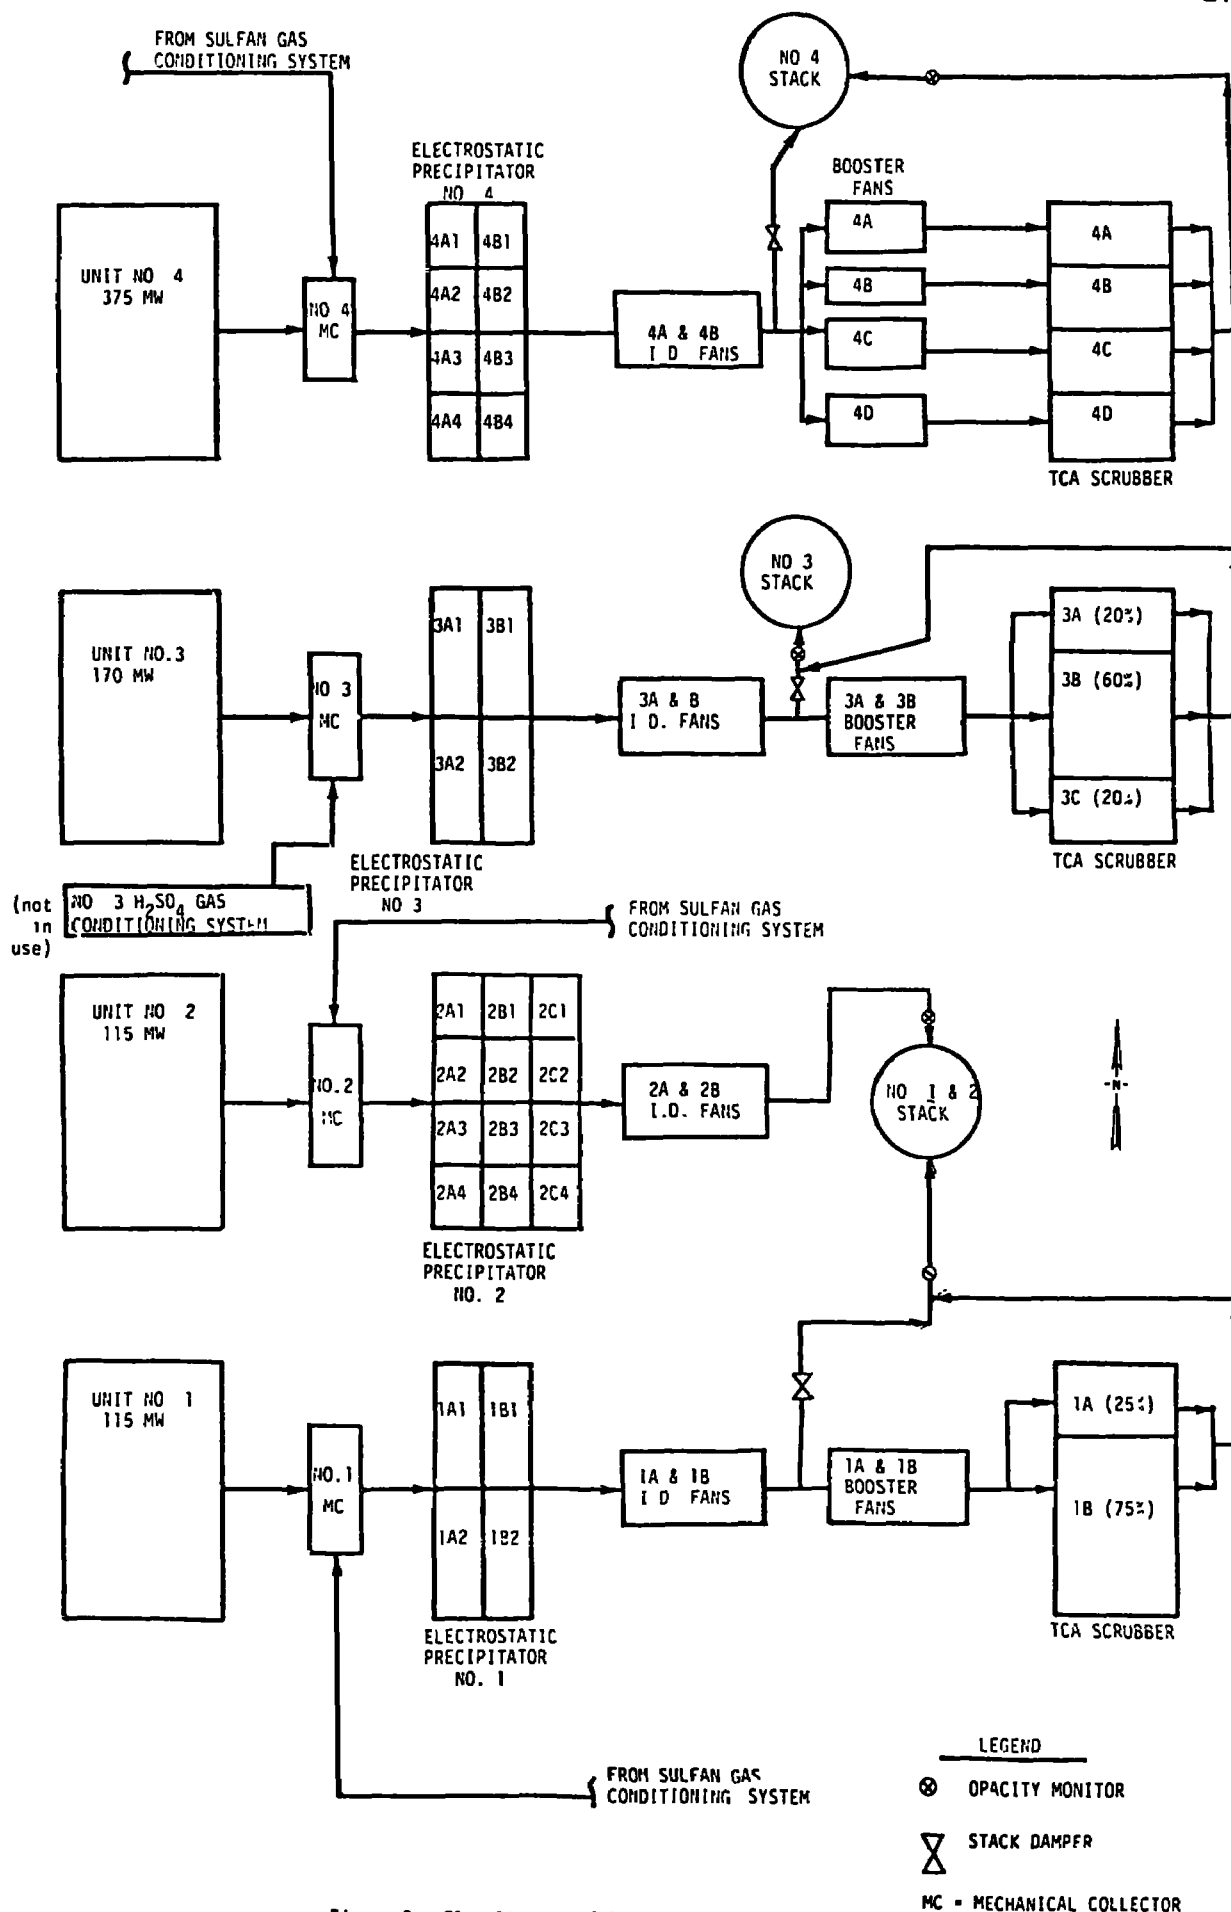 FROM SULFAN GAS
CONDITIONING SYSTEM
NO 4
STACK
ELECTROSTATIC
PRECIPITATOR
NO 4
BOOSTER
FANS
UNIT NO 4
375 MW
NO 4
MC
4A1 4B1
4A2 4B2
4A3 4B3
4A4 4B4
4A & 4B
I D FANS
4A
4B
4C
4D
4A
4B
4C
4D
TCA SCRUBBER
NO 3
STACK
UNIT NO.3
170 MW
NO 3
MC
3A1 3B1
3A2 3B2
3A & B
I D. FANS
3A & 3B
BOOSTER
FANS
3A (20%)
3B (60%)
3C (20%)
TCA SCRUBBER
ELECTROSTATIC
PRECIPITATOR
NO 3
(not
in
use)
NO 3 H2SO4 GAS
CONDITIONING SYSTEM
FROM SULFAN GAS
CONDITIONING SYSTEM
UNIT NO 2
115 MW
NO.2
MC
2A1 2B1 2C1
2A2 2B2 2C2
2A3 2B3 2C3
2A4 2B4 2C4
2A & 2B
I.D. FANS
NO 1 & 2
STACK
-N-
ELECTROSTATIC
PRECIPITATOR
NO. 2
UNIT NO 1
115 MW
NO.1
MC
1A1 1B1
1A2 1B2
1A & 1B
I D FANS
1A & 1B
BOOSTER
FANS
1A (25%)
1B (75%)
TCA SCRUBBER
ELECTROSTATIC
PRECIPITATOR
NO. 1
FROM SULFAN GAS
CONDITIONING SYSTEM
LEGEND
OPACITY MONITOR
STACK DAMPER
MC = MECHANICAL COLLECTOR